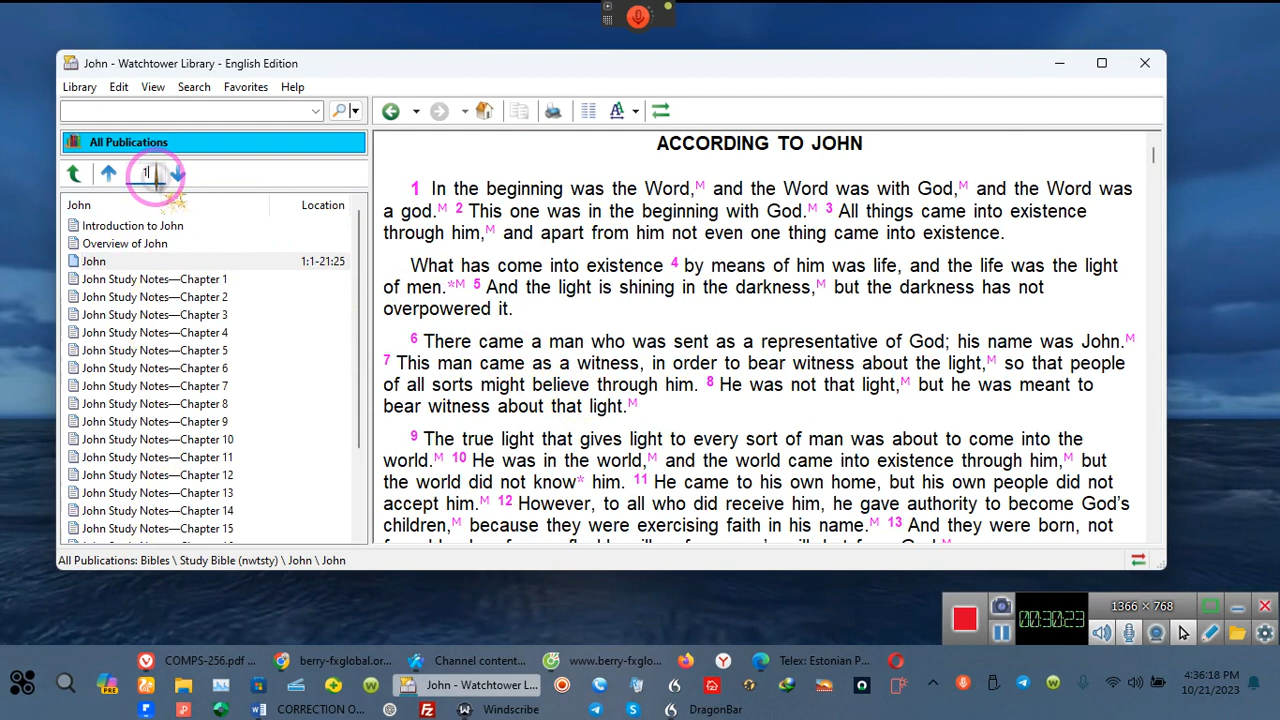 John - Watchtower Library - English Edition
Library Edit View Search Favorites Help
All Publications
1
John Location
Introduction to John
Overview of John
John 1:1-21:25
John Study Notes—Chapter 1
John Study Notes—Chapter 2
John Study Notes—Chapter 3
John Study Notes—Chapter 4
John Study Notes—Chapter 5
John Study Notes—Chapter 6
John Study Notes—Chapter 7
John Study Notes—Chapter 8
John Study Notes—Chapter 9
John Study Notes—Chapter 10
John Study Notes—Chapter 11
John Study Notes—Chapter 12
John Study Notes—Chapter 13
John Study Notes—Chapter 14
John Study Notes—Chapter 15
ACCORDING TO JOHN
1 In the beginning was the Word,M and the Word was with God,M and the Word was
a god.M 2 This one was in the beginning with God.M 3 All things came into existence
through him,M and apart from him not even one thing came into existence.
What has come into existence 4 by means of him was life, and the life was the light
of men.*M 5 And the light is shining in the darkness,M but the darkness has not
overpowered it.
6 There came a man who was sent as a representative of God; his name was John.M
7 This man came as a witness, in order to bear witness about the light,M so that people
of all sorts might believe through him. 8 He was not that light,M but he was meant to
bear witness about that light.M
9 The true light that gives light to every sort of man was about to come into the
world.M 10 He was in the world,M and the world came into existence through him,M but
the world did not know* him. 11 He came to his own home, but his own people did not
accept him.M 12 However, to all who did receive him, he gave authority to become God's
children,M because they were exercising faith in his name.M 13 And they were born, not
All Publications: Bibles \ Study Bible (nwtsty) \ John \ John
1366 × 768
00:30:23
COMPS-256.pdf ...
berry-fxglobal.or...
Channel content...
www.berry-fxglo...
Telex: Estonian P...
PRE
John - Watchtower L...
4:36:18 PM
10/21/2023
CORRECTION O...
Windscribe
DragonBar